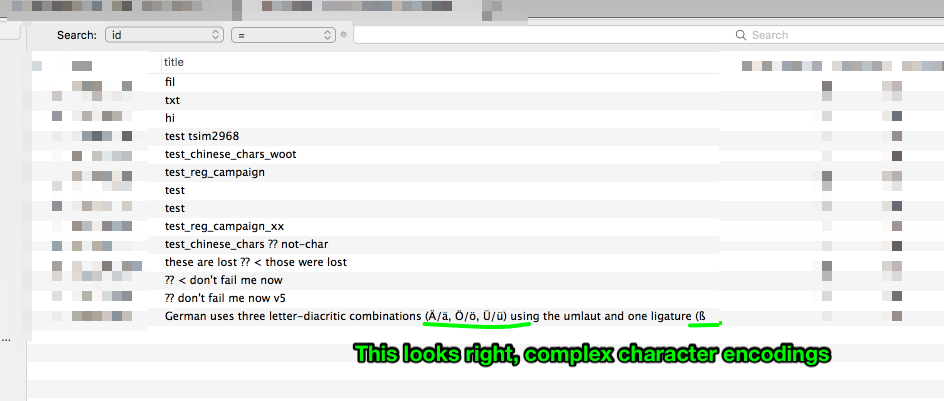 Search: id = Search
title
fil
txt
hi
test tsim2968
test_chinese_chars_woot
test_reg_campaign
test
test
test_reg_campaign_xx
test_chinese_chars ?? not-char
these are lost ?? < those were lost
?? < don't fail me now
?? don't fail me now v5
German uses three letter-diacritic combinations (Ä/ä, Ö/ö, Ü/ü) using the umlaut and one ligature (ß
...
This looks right, complex character encodings